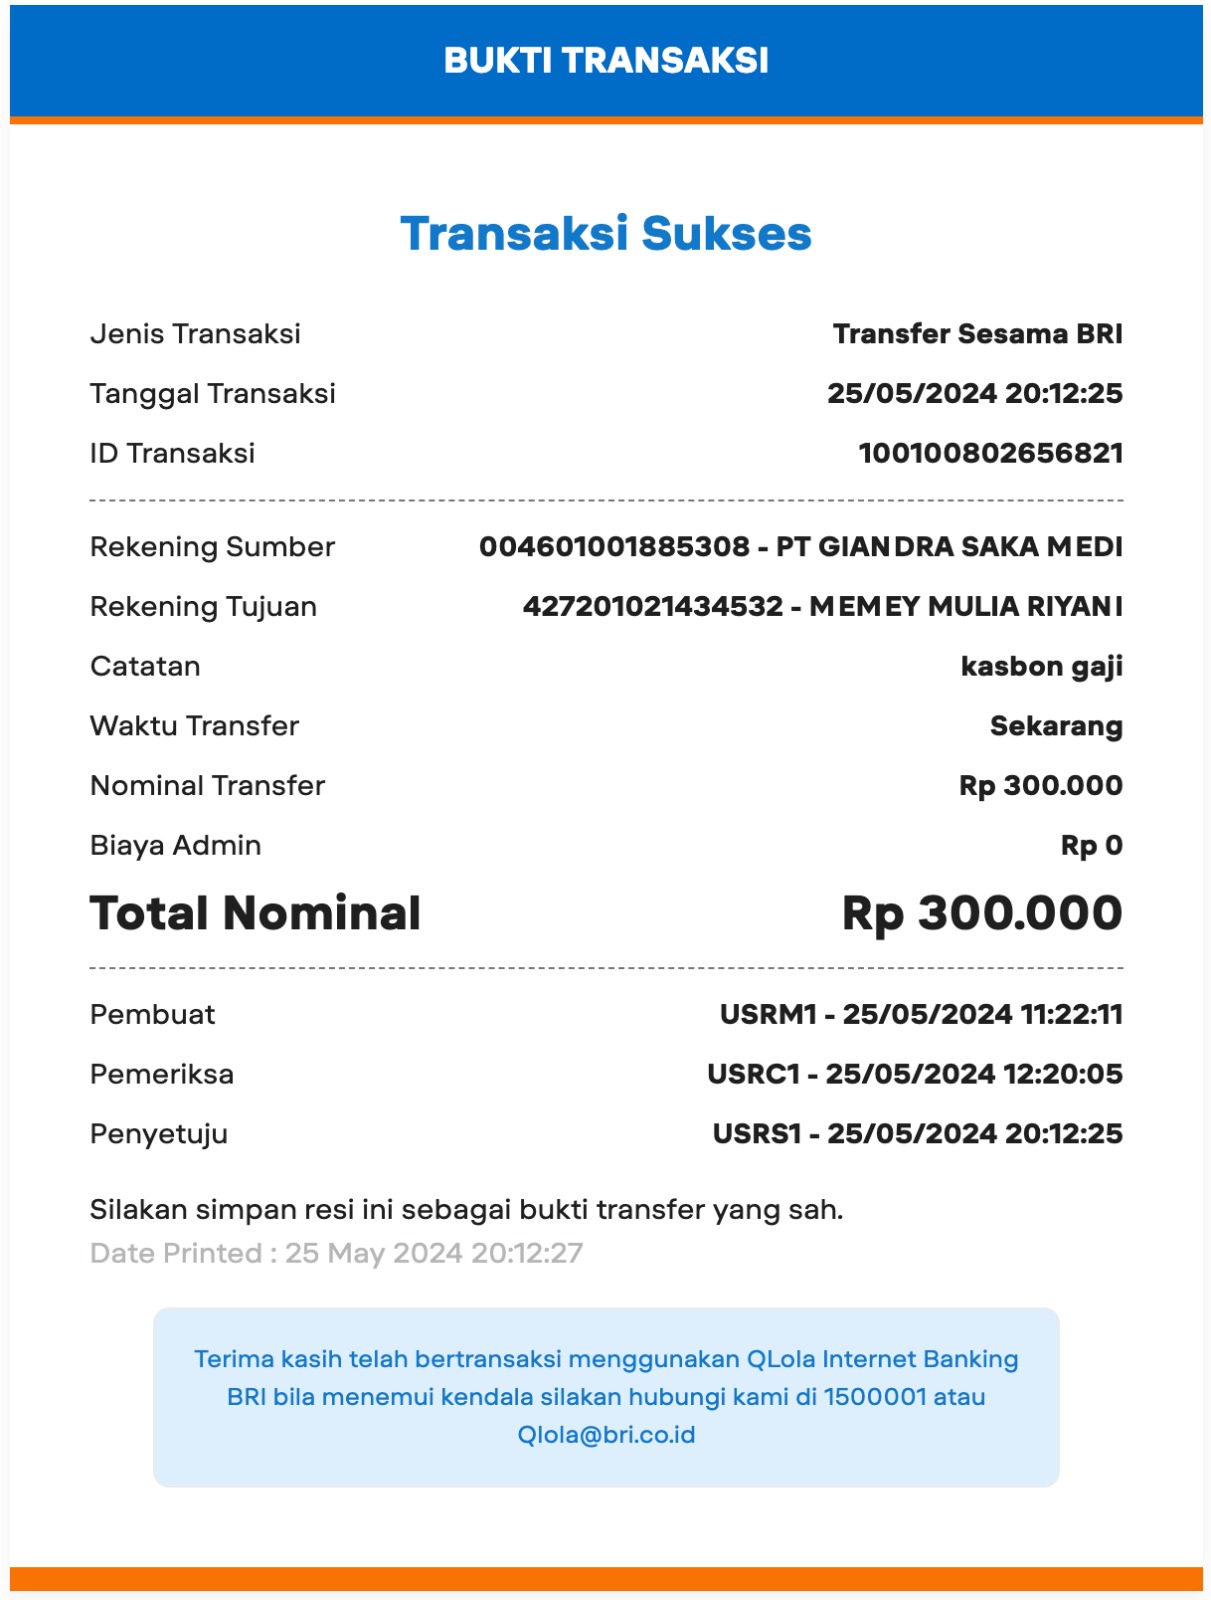 BUKTI TRANSAKSI
Transaksi Sukses
Jenis Transaksi Transfer Sesama BRI
Tanggal Transaksi 25/05/2024 20:12:25
ID Transaksi 100100802656821
Rekening Sumber 004601001885308 - PT GIANDRA SAKA MEDI
Rekening Tujuan 427201021434532 - MEMEY MULIA RIYANI
Catatan kasbon gaji
Waktu Transfer Sekarang
Nominal Transfer Rp 300.000
Biaya Admin Rp 0
Total Nominal Rp 300.000
Pembuat USRM1 - 25/05/2024 11:22:11
Pemeriksa USRC1 - 25/05/2024 12:20:05
Penyetuju USRS1 - 25/05/2024 20:12:25
Silakan simpan resi ini sebagai bukti transfer yang sah.
Date Printed : 25 May 2024 20:12:27
Terima kasih telah bertransaksi menggunakan QLola Internet Banking
BRI bila menemui kendala silakan hubungi kami di 1500001 atau
Qlola@bri.co.id